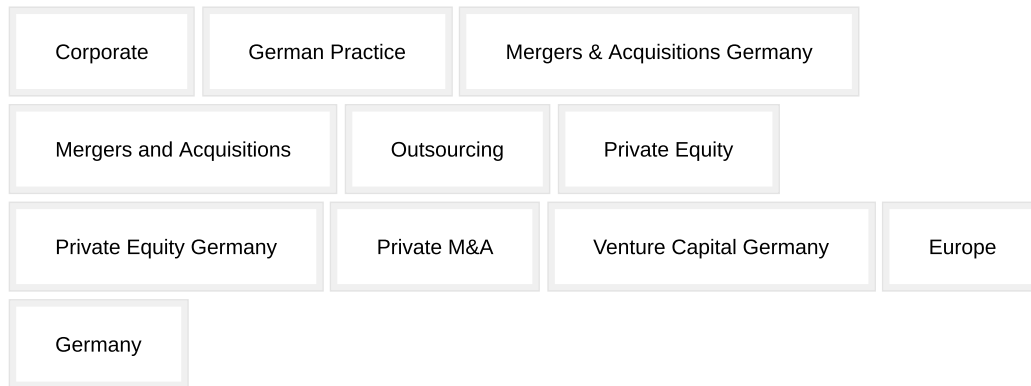 Corporate German Practice Mergers & Acquisitions Germany
Mergers and Acquisitions Outsourcing Private Equity
Private Equity Germany Private M&A Venture Capital Germany Europe
Germany